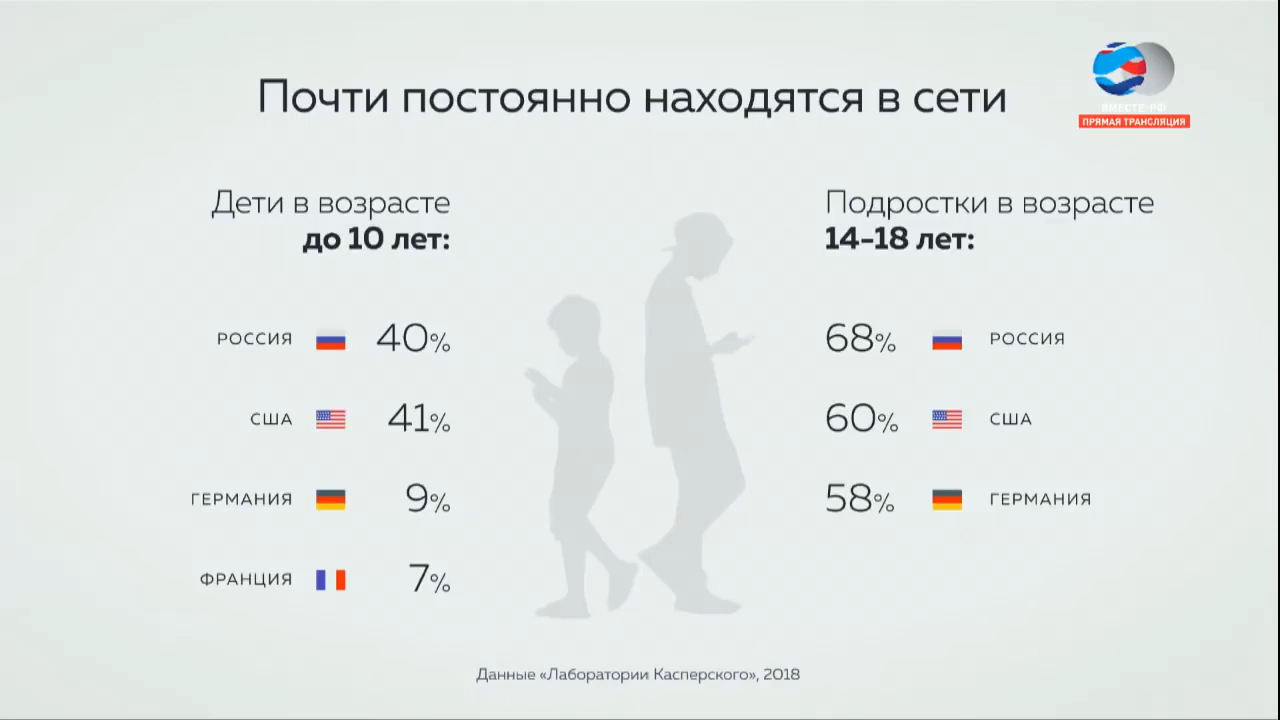 Почти постоянно находятся в сети
ВМЕСТЕ-РФ
ПРЯМАЯ ТРАНСЛЯЦИЯ
Дети в возрасте
до 10 лет:
РОССИЯ 40%
США 41%
ГЕРМАНИЯ 9%
ФРАНЦИЯ 7%
Подростки в возрасте
14-18 лет:
68% РОССИЯ
60% США
58% ГЕРМАНИЯ
Данные «Лаборатории Касперского», 2018